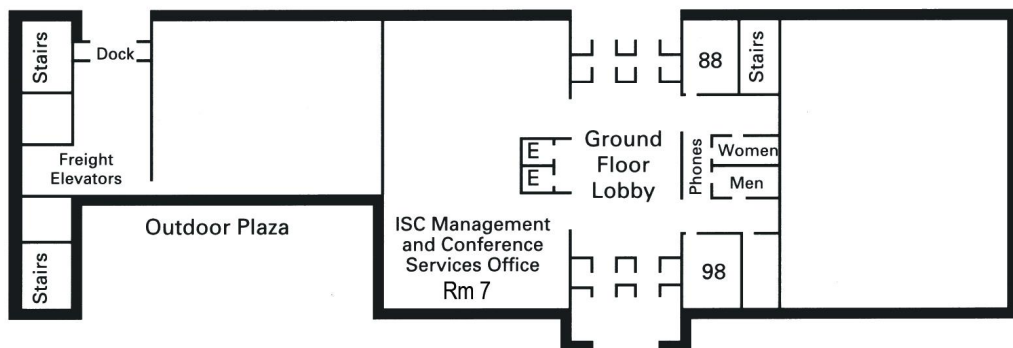 Stairs
Dock
88
Stairs
Freight
Elevators
E
E
Ground
Floor
Lobby
Phones
Women
Men
Outdoor Plaza
ISC Management
and Conference
Services Office
Rm 7
Stairs
98